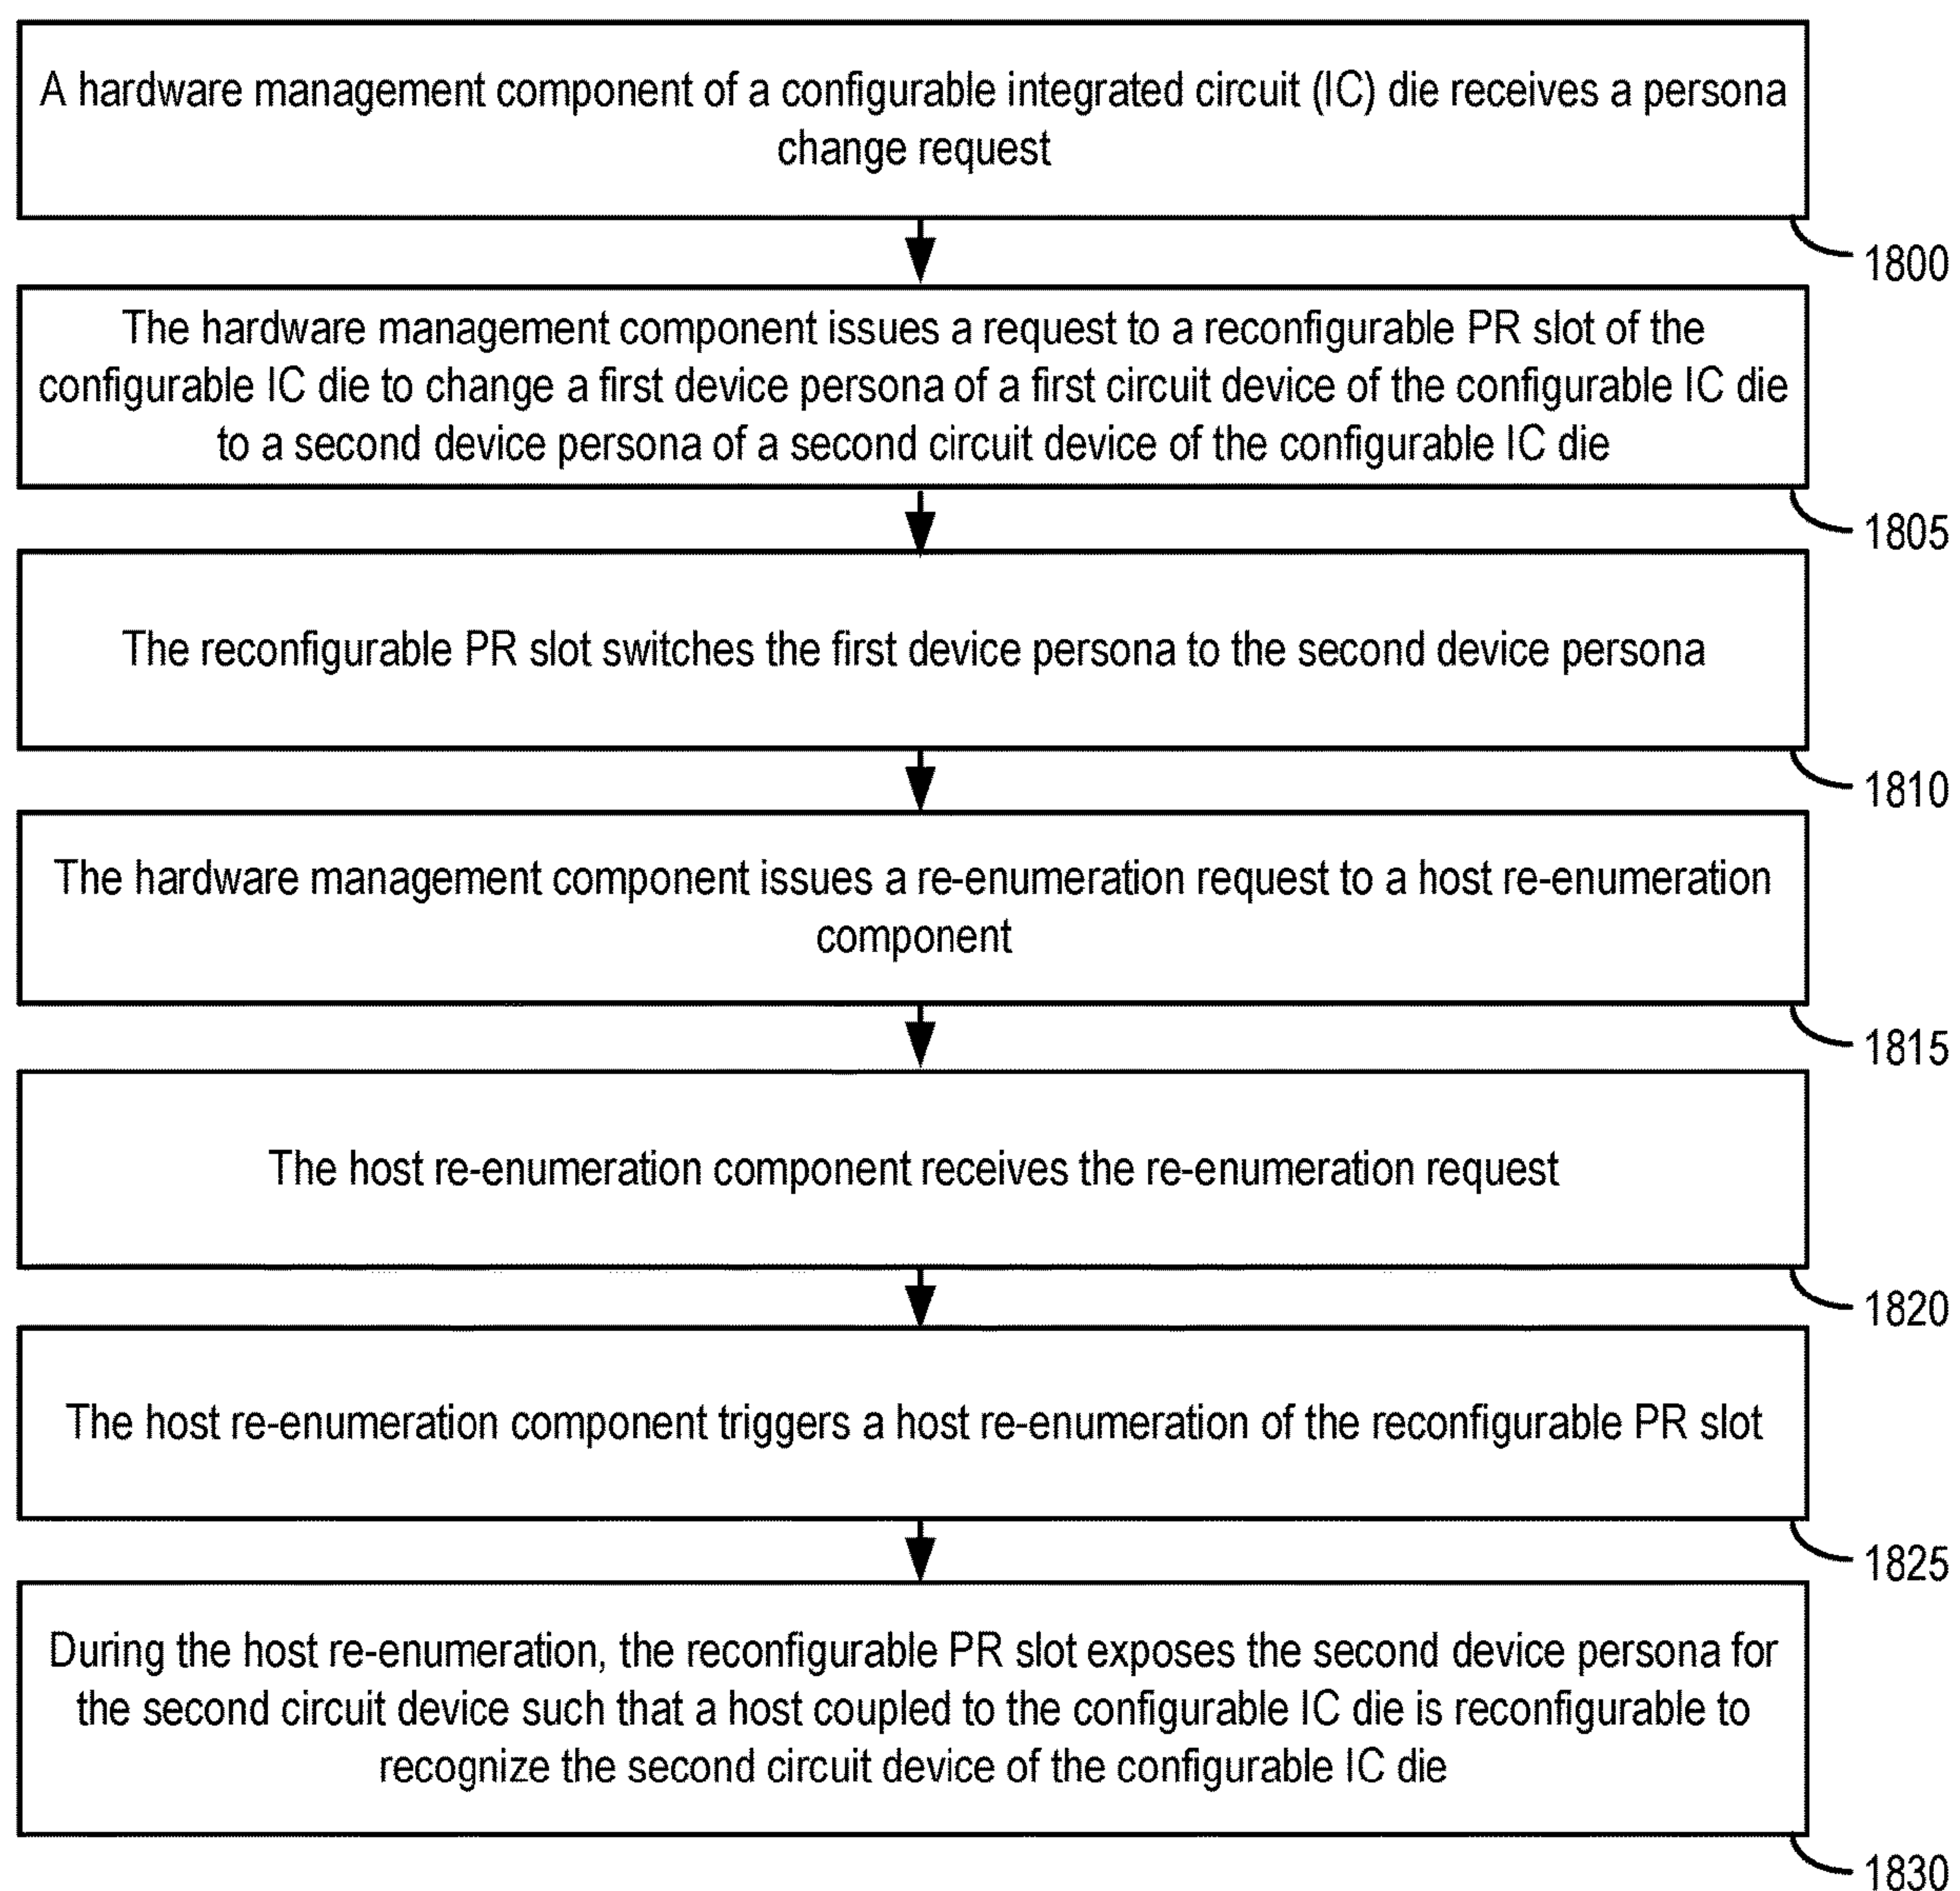 A hardware management component of a configurable integrated circuit (IC) die receives a persona
change request
1800
The hardware management component issues a request to a reconfigurable PR slot of the
configurable IC die to change a first device persona of a first circuit device of the configurable IC die
to a second device persona of a second circuit device of the configurable IC die
1805
The reconfigurable PR slot switches the first device persona to the second device persona
1810
The hardware management component issues a re-enumeration request to a host re-enumeration
component
1815
The host re-enumeration component receives the re-enumeration request
1820
The host re-enumeration component triggers a host re-enumeration of the reconfigurable PR slot
1825
During the host re-enumeration, the reconfigurable PR slot exposes the second device persona for
the second circuit device such that a host coupled to the configurable IC die is reconfigurable to
recognize the second circuit device of the configurable IC die
1830